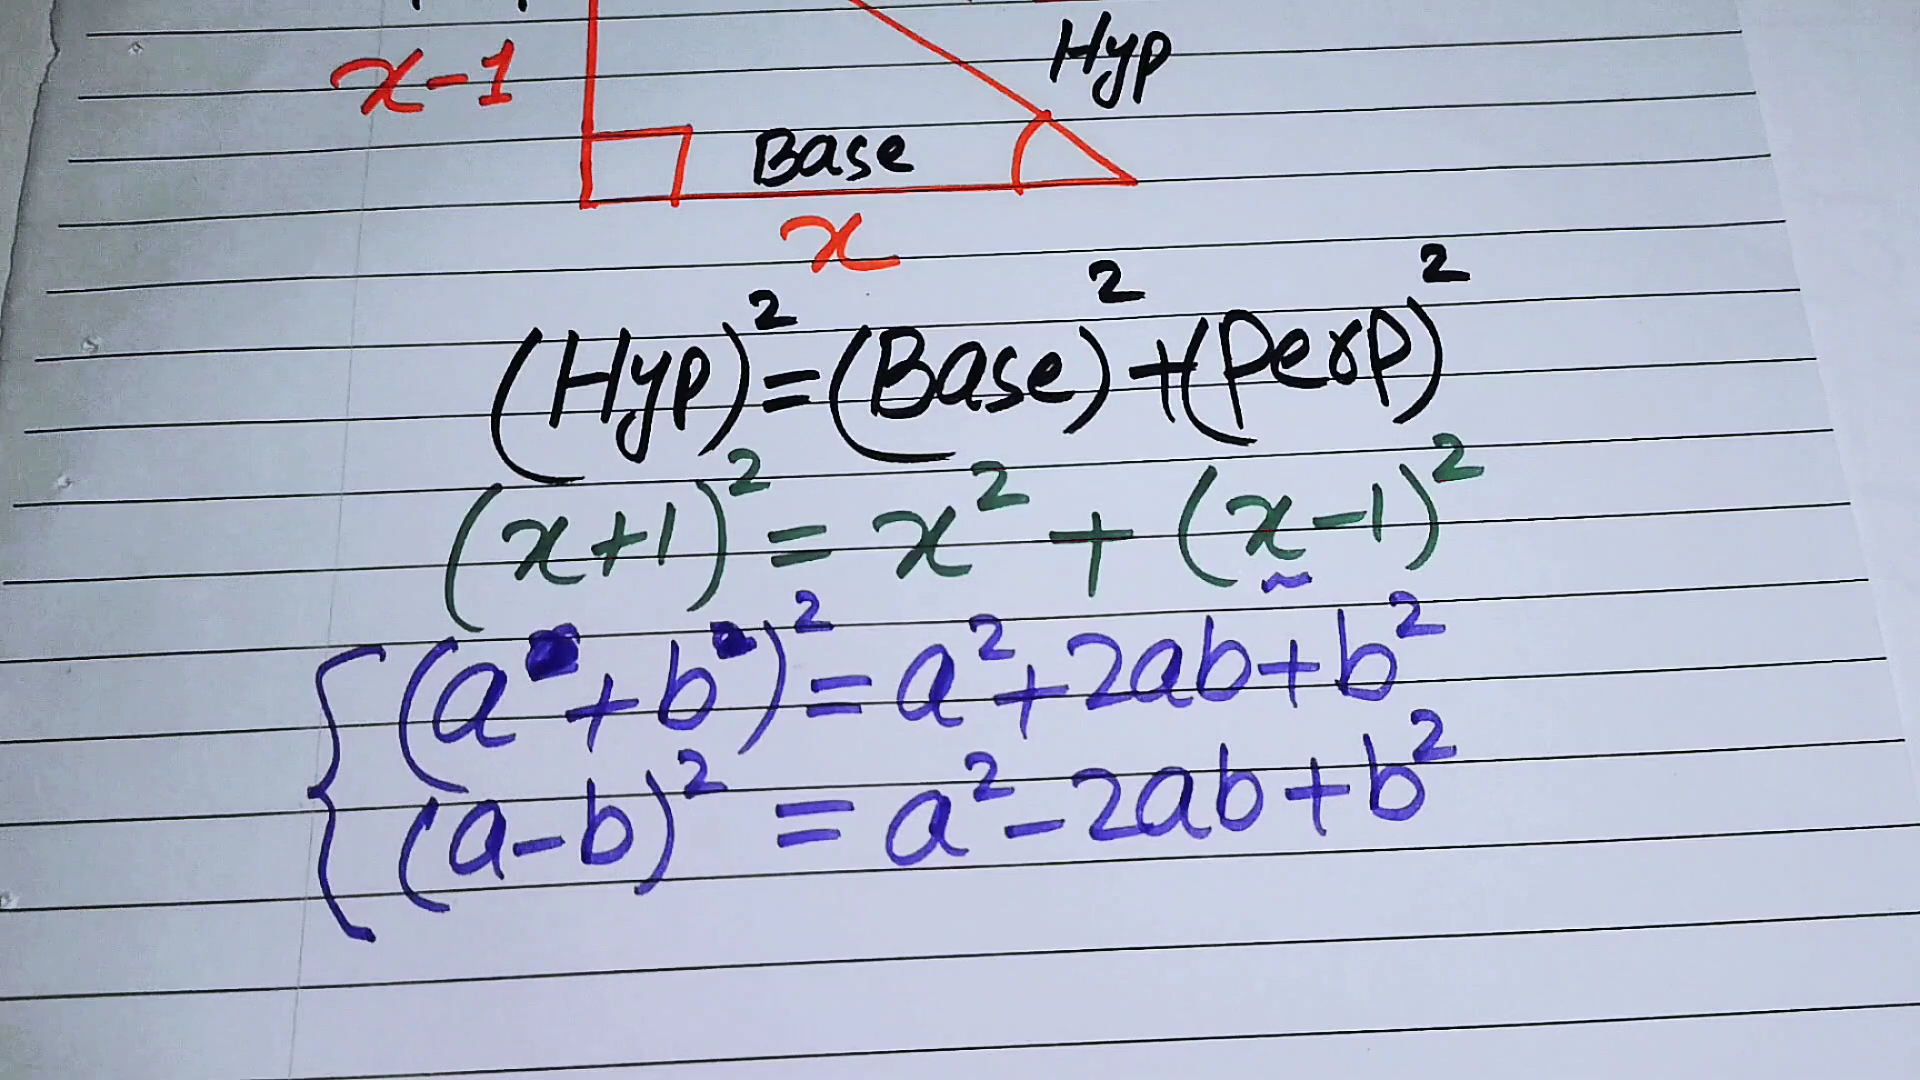 Hyp
x-1
Base
x
(Hyp)²=(Base)²+(Perp)²
(x+1)²=x²+(x-1)²
(a+b)²=a²+2ab+b²
(a-b)²=a²-2ab+b²